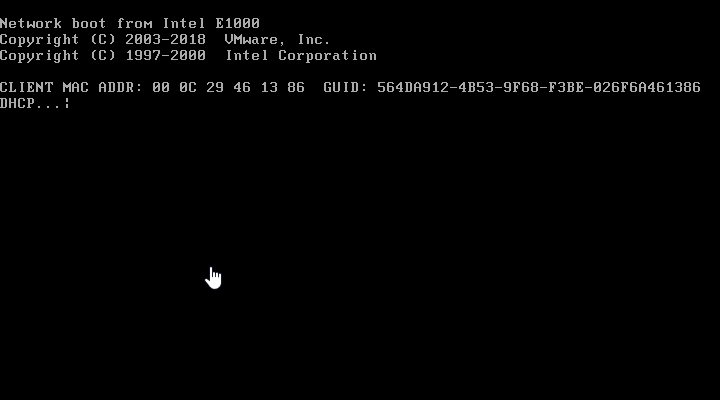 Network boot from Intel E1000
Copyright (C) 2003-2018  VMware, Inc.
Copyright (C) 1997-2000  Intel Corporation
CLIENT MAC ADDR: 00 0C 29 46 13 86  GUID: 564DA912-4B53-9F68-F3BE-026F6A461386
DHCP...¦